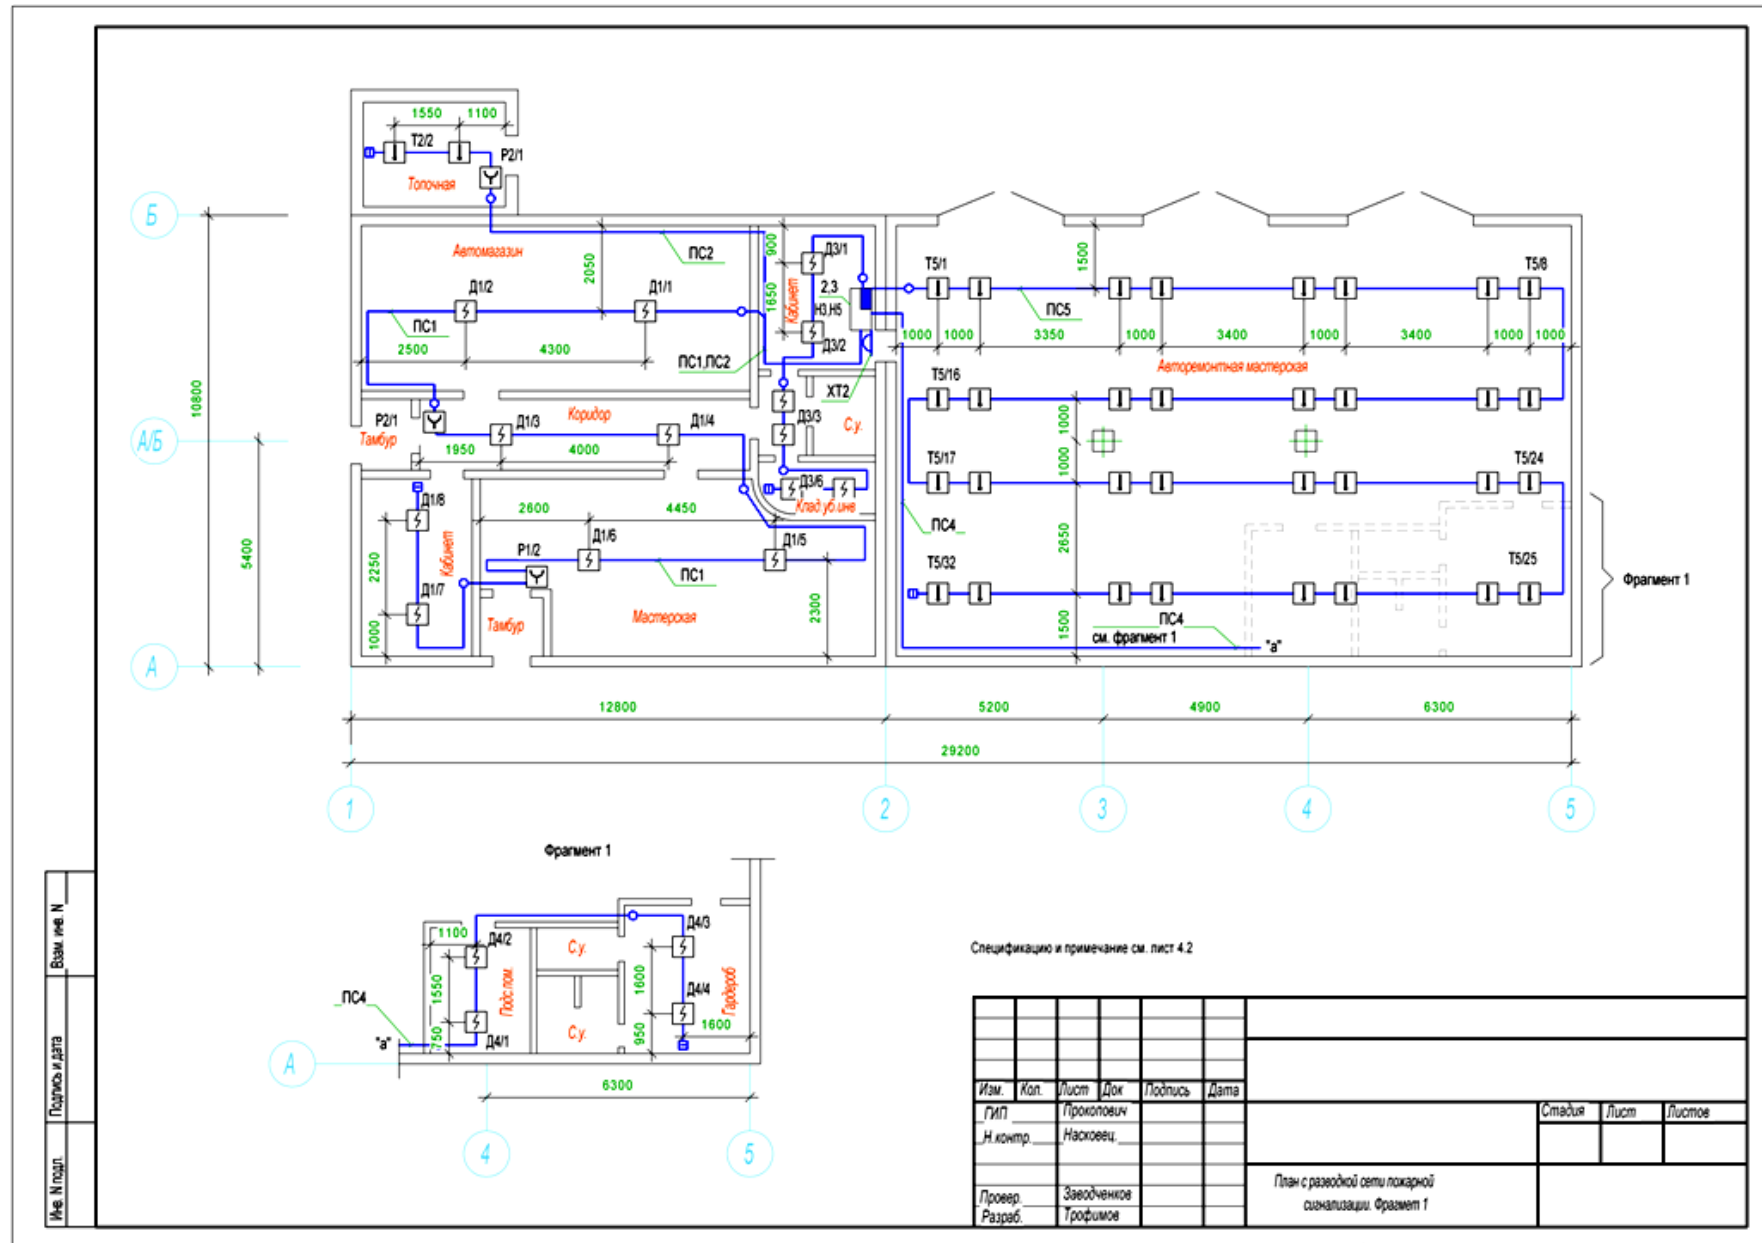 1550
1100
Т2/2
Р2/1
Топочная
Б
Автомагазин
ПС2
900
Д3/1
1500
2050
Т5/1
Т5/8
Д1/2
Д1/1
1650
Кабинет
2,3
Н3,Н5
ПС1
ПС5
2500
4300
Д3/2
1000
1000
3350
1000
3400
1000
3400
1000
1000
ПС1,ПС2
Авторемонтная мастерская
10800
ХТ2
Т5/16
Р2/1
Коридор
Д3/3
С.у.
Тамбур
Д1/3
Д1/4
1000
А/Б
1950
4000
1000
Т5/17
Т5/24
Д3/6
Клад.уб.инв
Д1/8
2600
4450
ПС4
5400
2250
Кабинет
Д1/6
Д1/5
2650
Р1/2
Т5/32
Т5/25
ПС1
Фрагмент 1
Д1/7
1000
Тамбур
Мастерская
2300
1500
ПС4
см. фрагмент 1
"а"
А
12800
5200
4900
6300
29200
1
2
3
4
5
Фрагмент 1
1100
Д4/2
С.у.
Д4/3
1550
Подс.пом.
1600
Гардероб
ПС4
Д4/4
"а"
750
Д4/1
С.у.
950
1600
А
6300
4
5
Спецификацию и примечание см. лист 4.2
Взам. инв. N
Подпись и дата
Инв. N подл.
Изм.
Кол.
Лист
Док
Подпись
Дата
ГИП
Прокопович
Н.контр.
Насковец.
Провер.
Заводченков
Разраб.
Трофимов
Стадия
Лист
Листов
План с разводкой сети пожарной
сигнализации. Фрагмет 1